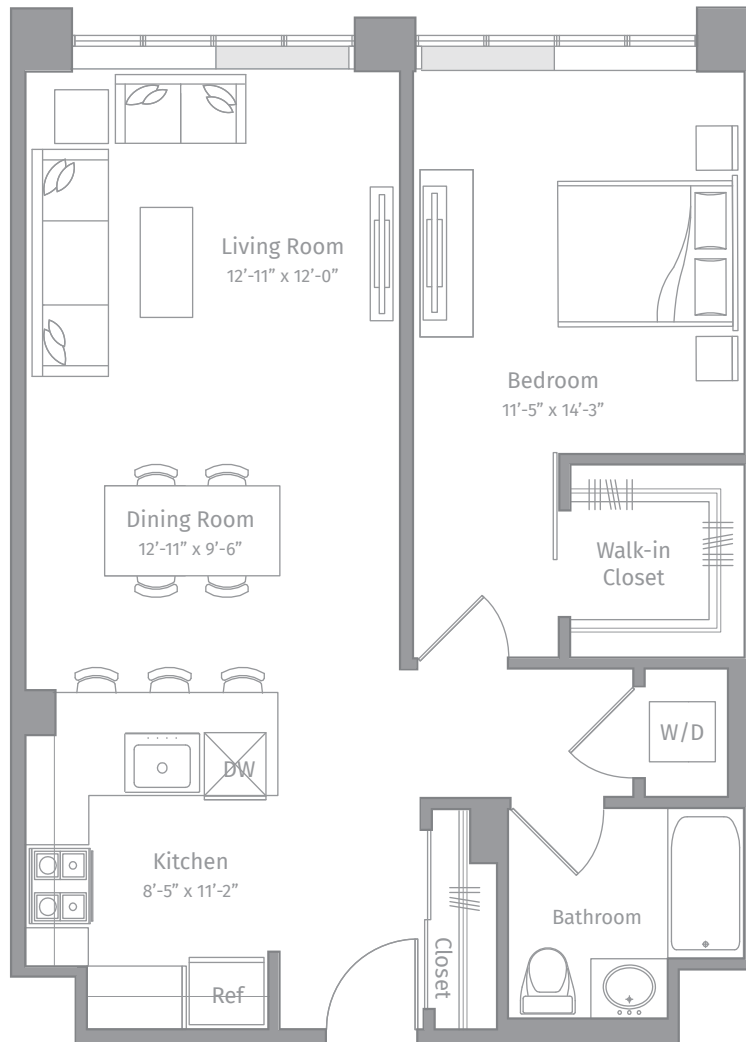 Living Room
12’-11” x 12’-0”
Bedroom
11’-5” x 14’-3”
Dining Room
12’-11” x 9’-6”
Walk-in
Closet
W/D
DW
Kitchen
8’-5” x 11’-2”
Bathroom
Closet
Ref